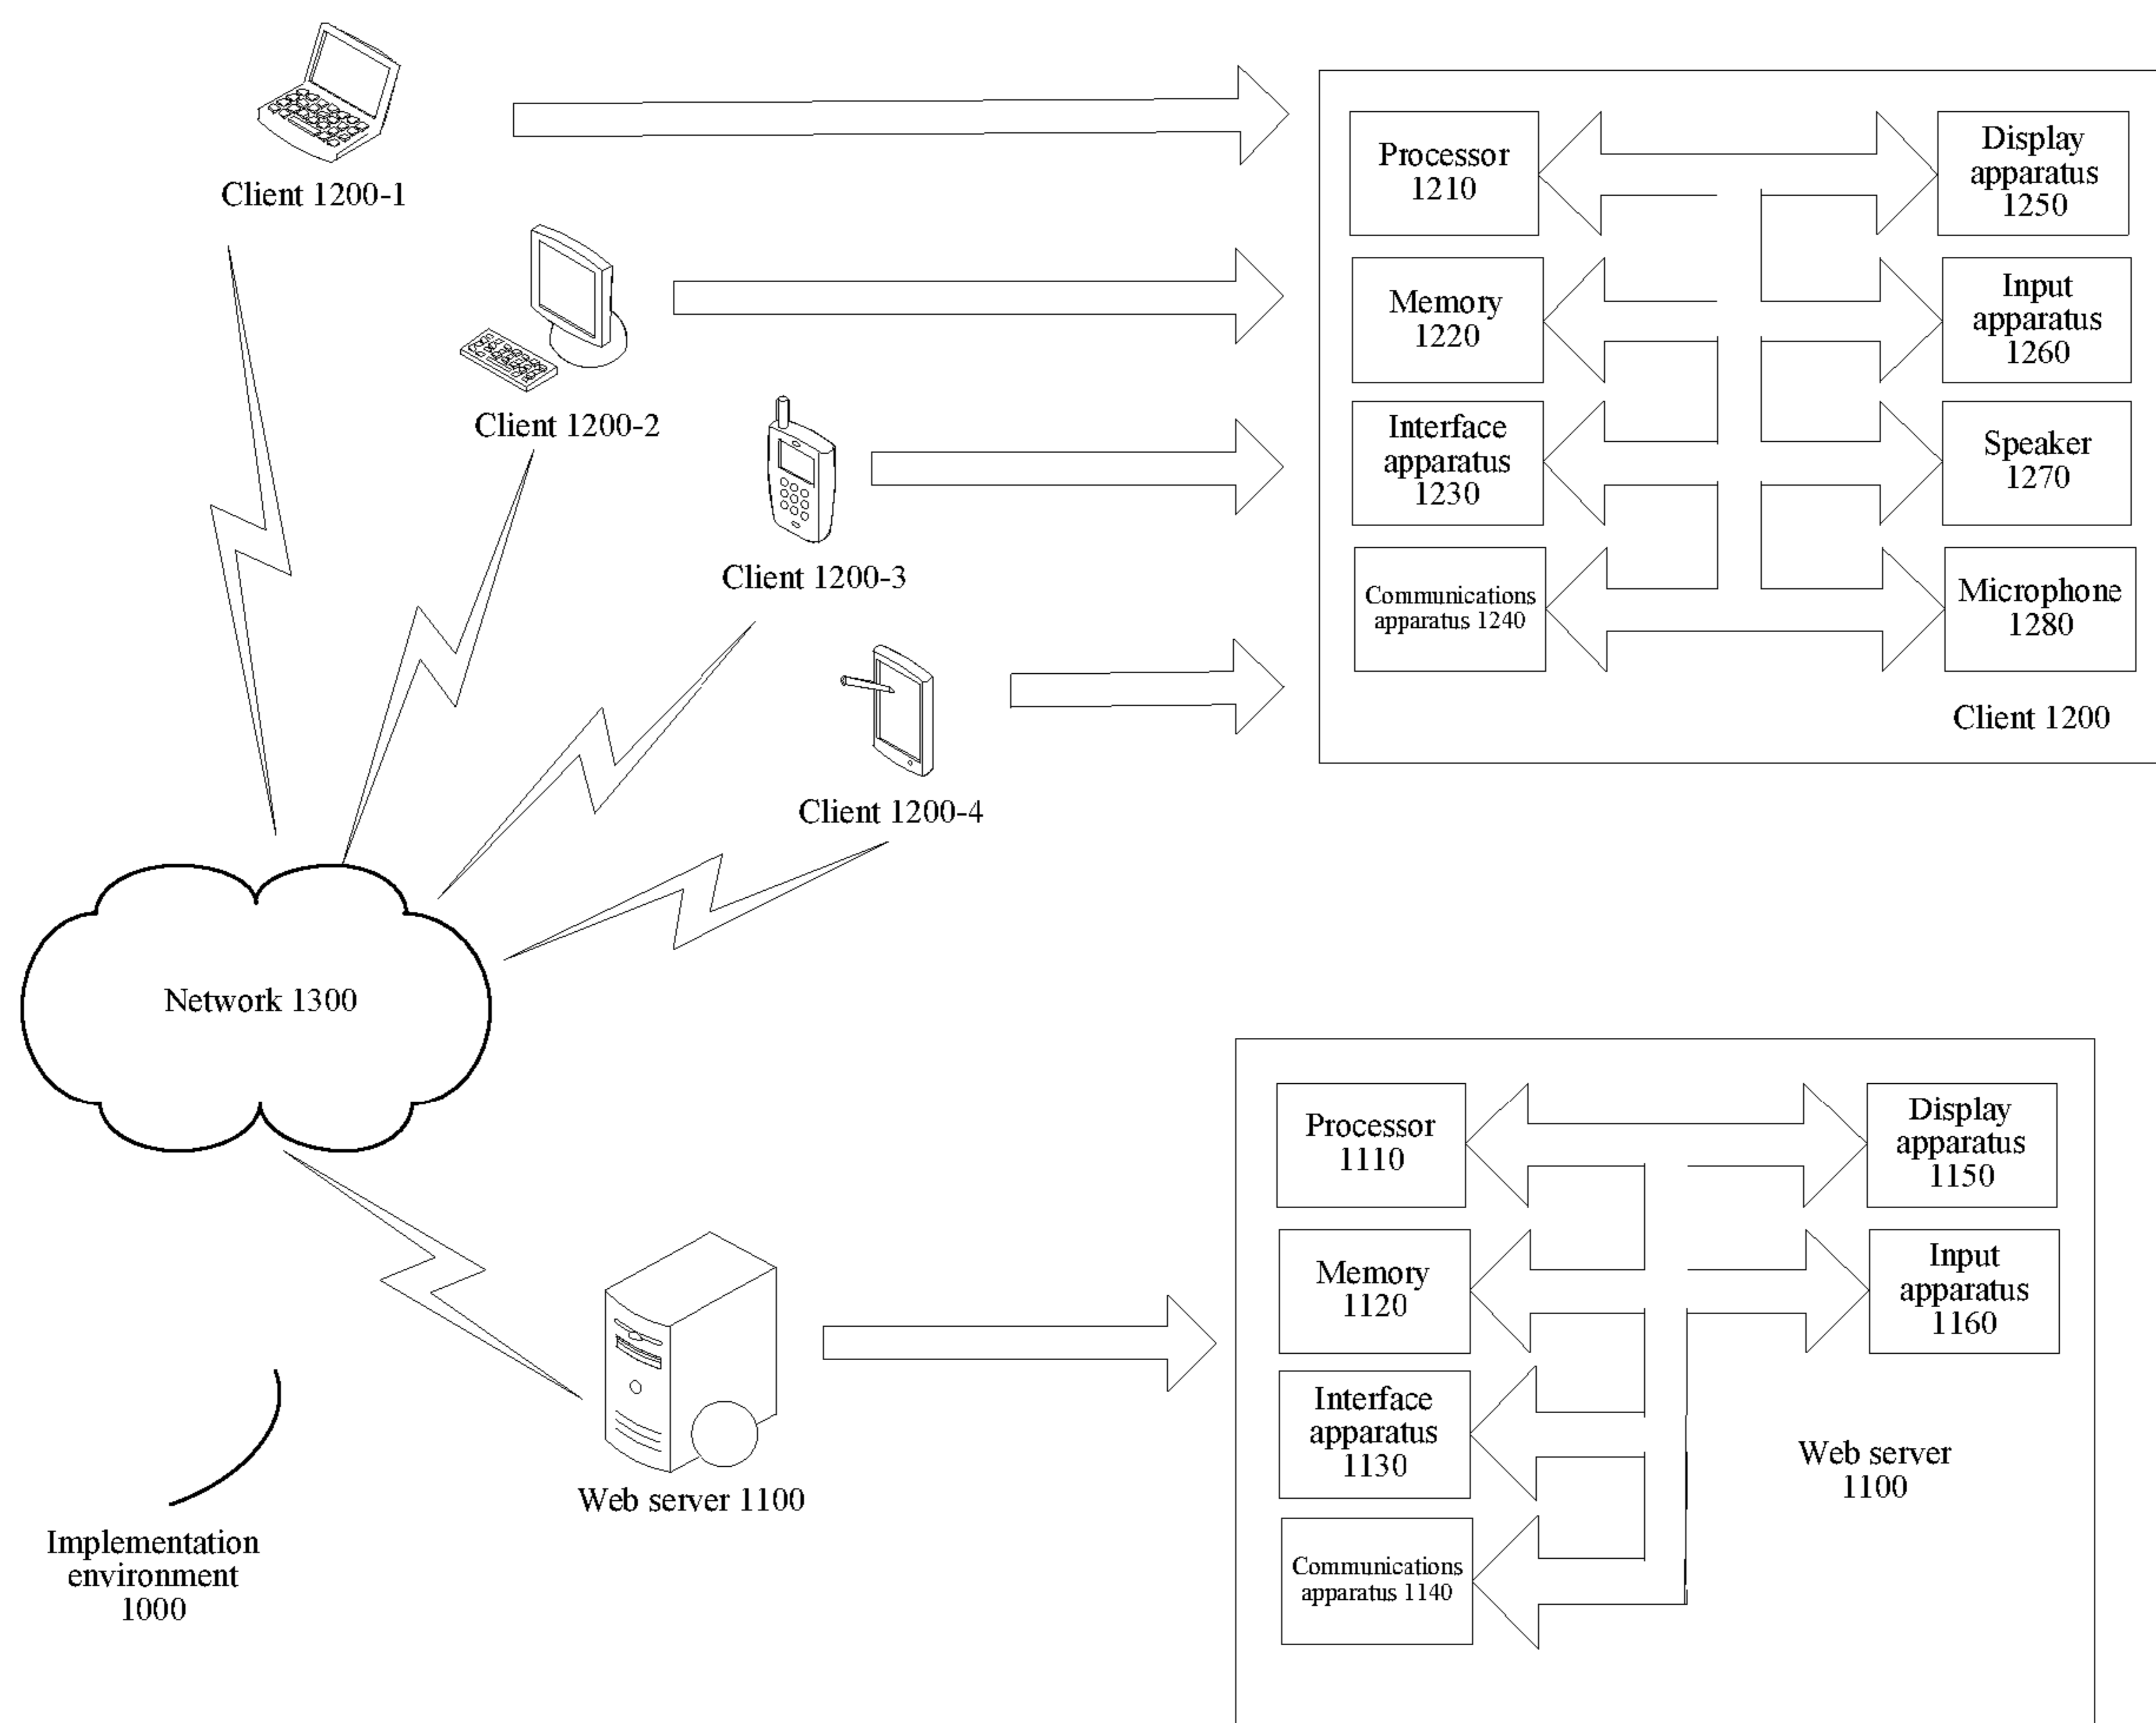 Client 1200-1
Client 1200-2
Client 1200-3
Client 1200-4
Processor
1210
Display
apparatus
1250
Memory
1220
Input
apparatus
1260
Interface
apparatus
1230
Speaker
1270
Communications
apparatus 1240
Microphone
1280
Client 1200
Network 1300
Web server 1100
Implementation
environment
1000
Processor
1110
Display
apparatus
1150
Memory
1120
Input
apparatus
1160
Interface
apparatus
1130
Communications
apparatus 1140
Web server
1100